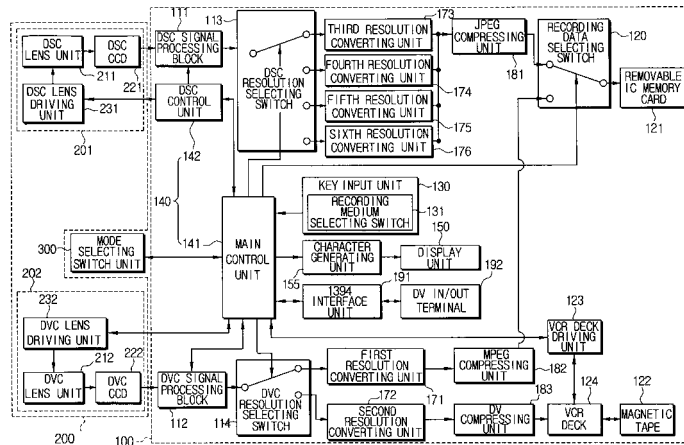 111
113
173
DSC LENS UNIT
DSC CCD
DSC SIGNAL PROCESSING BLOCK
DSC RESOLUTION SELECTING SWITCH
THIRD RESOLUTION CONVERTING UNIT
JPEG COMPRESSING UNIT
RECORDING DATA SELECTING SWITCH
120
211
221
181
174
DSC LENS DRIVING UNIT
231
DSC CONTROL UNIT
FOURTH RESOLUTION CONVERTING UNIT
REMOVABLE IC MEMORY CARD
121
FIFTH RESOLUTION CONVERTING UNIT
175
201
142
SIXTH RESOLUTION CONVERTING UNIT
176
140
KEY INPUT UNIT
130
RECORDING MEDIUM SELECTING SWITCH
131
141
300
MODE SELECTING SWITCH UNIT
MAIN CONTROL UNIT
CHARACTER GENERATING UNIT
155
150
DISPLAY UNIT
191
192
1394 INTERFACE UNIT
DV IN/OUT TERMINAL
202
232
DVC LENS DRIVING UNIT
123
VCR DECK DRIVING UNIT
212
222
DVC LENS UNIT
DVC CCD
DVC SIGNAL PROCESSING BLOCK
112
DVC RESOLUTION SELECTING SWITCH
114
FIRST RESOLUTION CONVERTING UNIT
171
MPEG COMPRESSING UNIT
182
172
SECOND RESOLUTION CONVERTING UNIT
183
DV COMPRESSING UNIT
124
VCR DECK
122
MAGNETIC TAPE
200
100